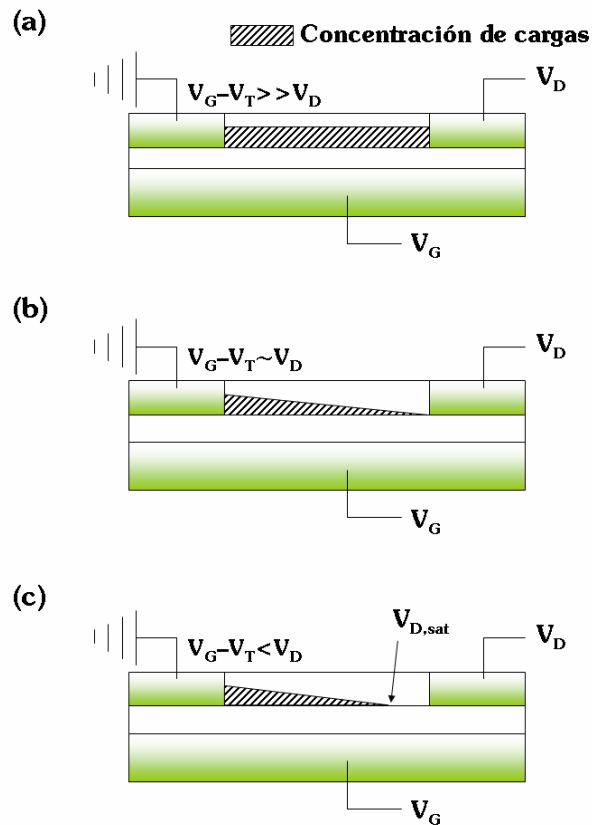 (a)
Concentración de cargas
V_G–V_T>>V_D
V_D
V_G
(b)
V_G–V_T~V_D
V_D
V_G
(c)
V_D,sat
V_G–V_T<V_D
V_D
V_G